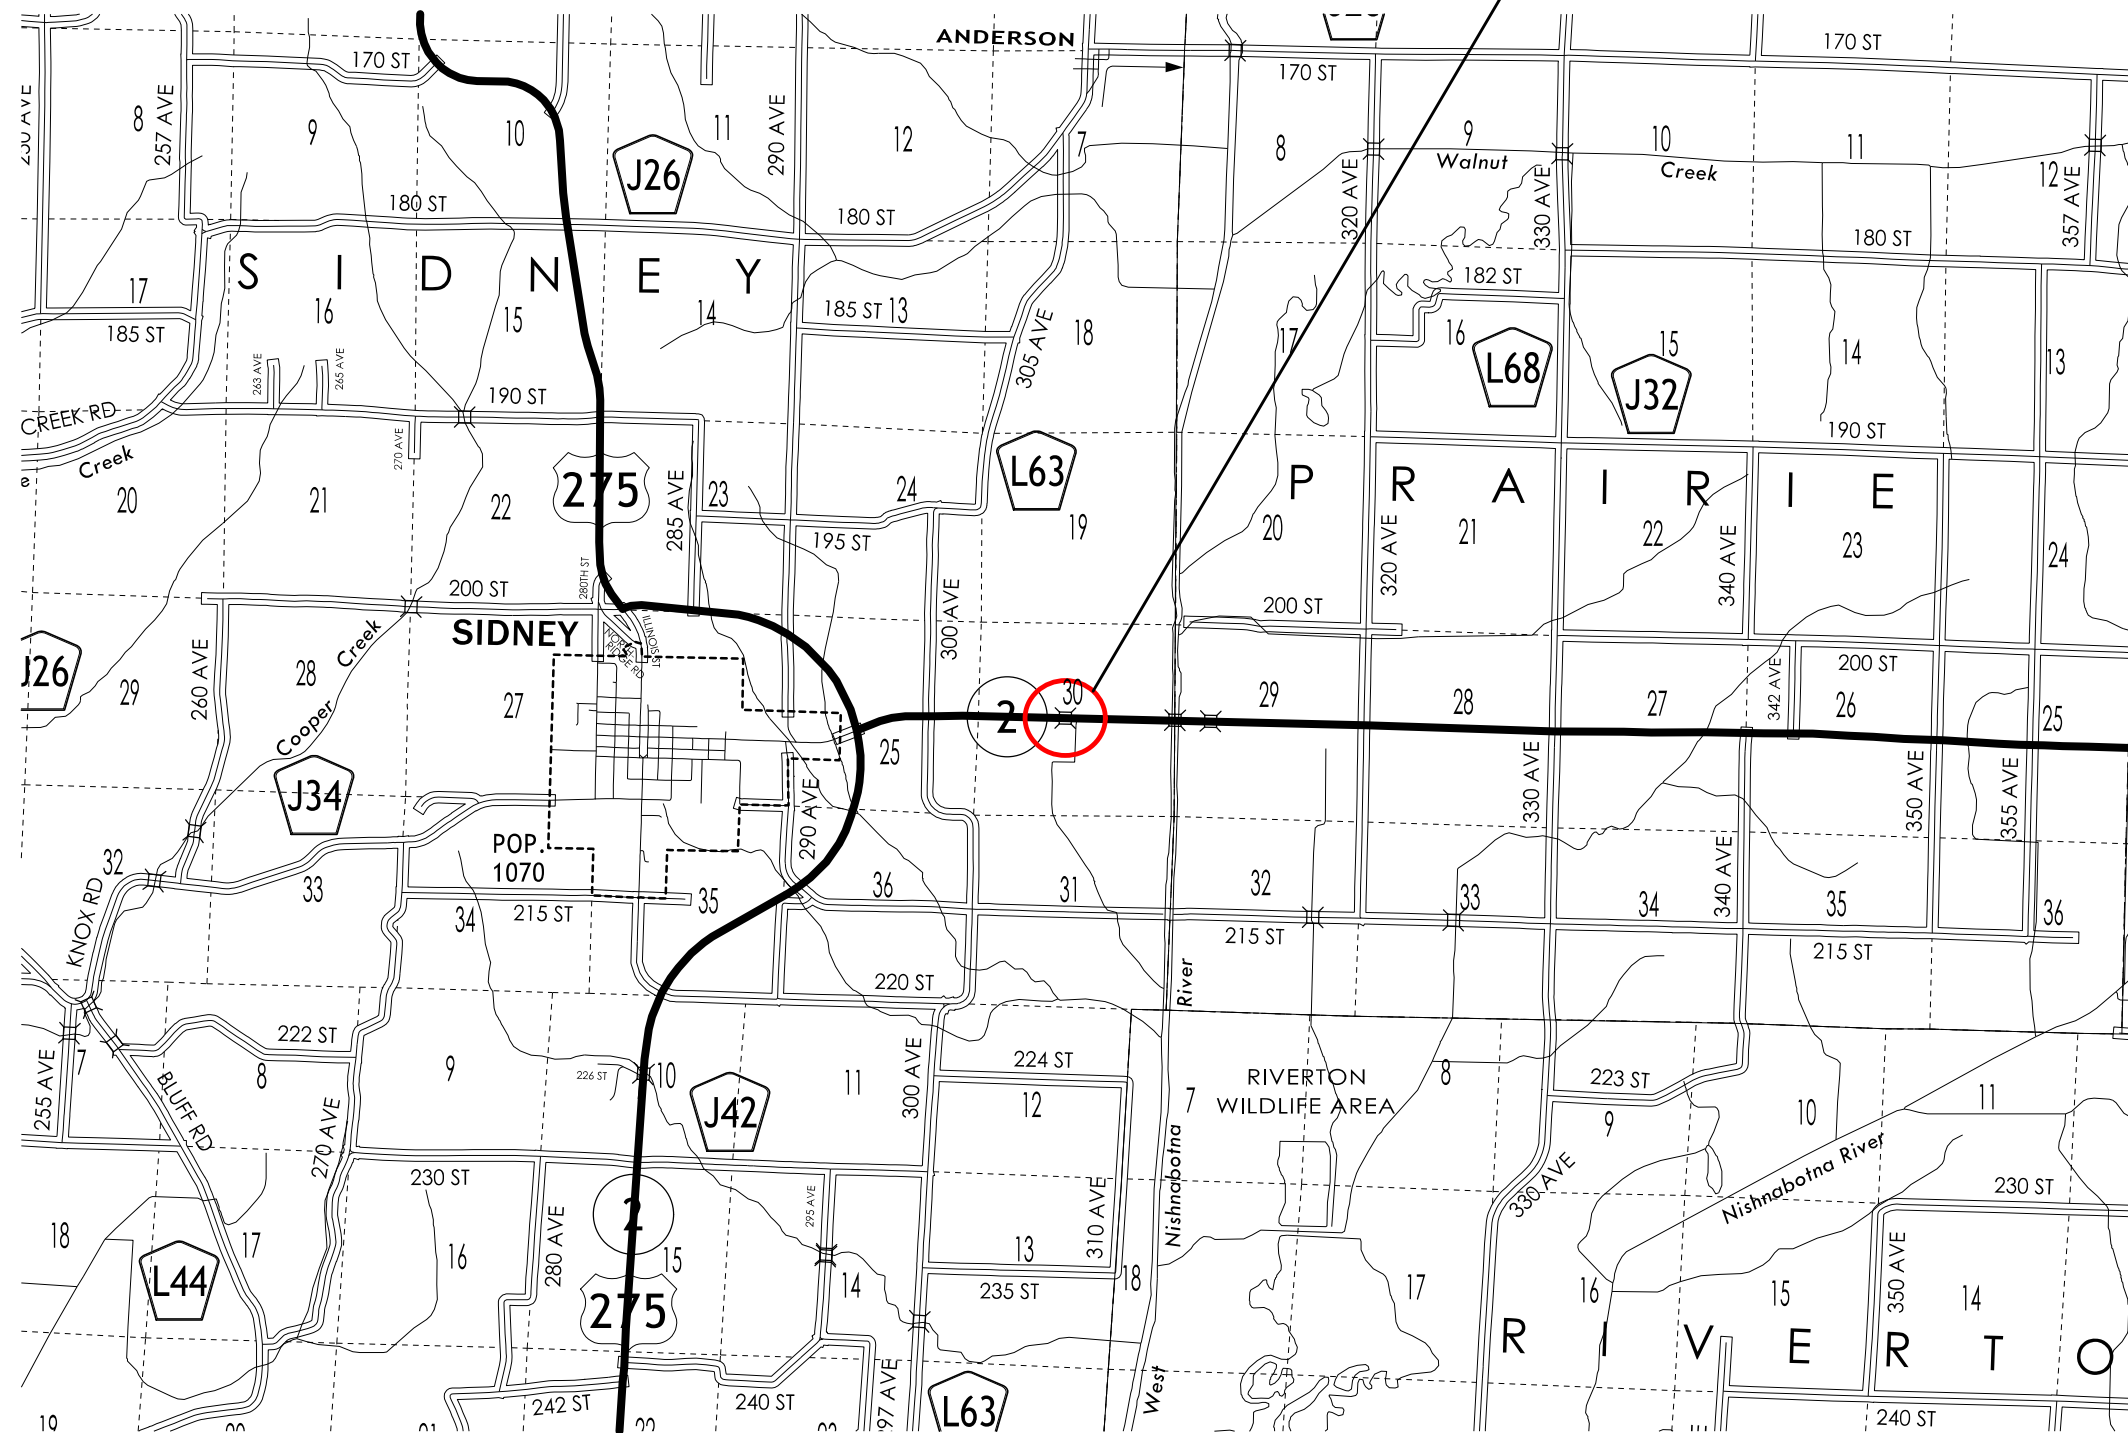 ANDERSON
170 ST
170 ST
170 ST
257 AVE
8
9
10
J26
11
290 AVE
12
7
8
320 AVE
9
Walnut
330 AVE
10
Creek
11
12
357 AVE
180 ST
180 ST
180 ST
S I D N E Y
17
16
15
14
185 ST
13
18
17
182 ST
16
15
14
13
185 ST
263 AVE
265 AVE
305 AVE
L68
J32
190 ST
190 ST
CREEK RD
Creek
270 AVE
L63
P R A I R I E
20
21
22
275
285 AVE
23
24
19
20
320 AVE
21
22
340 AVE
23
24
195 ST
280TH ST
200 ST
300 AVE
200 ST
SIDNEY
ILLINOIS ST
NORTH
RIDGE RD
200 ST
J26
29
260 AVE
28
Creek
Cooper
27
2
30
29
28
27
342 AVE
26
25
25
J34
290 AVE
330 AVE
350 AVE
355 AVE
POP.
1070
32
KNOX RD
33
34
215 ST
35
36
31
32
33
34
340 AVE
35
36
215 ST
215 ST
220 ST
River
222 ST
255 AVE
7
BLUFF RD
8
9
226 ST
10
J42
11
300 AVE
224 ST
12
7
RIVERTON
WILDLIFE AREA
8
223 ST
9
10
11
270 AVE
230 ST
Nishnabotna River
230 ST
330 AVE
2
295 AVE
310 AVE
Nishnabotna
18
L44
17
16
280 AVE
15
275
14
13
235 ST
18
17
16
15
350 AVE
14
R I V E R T O
West
242 ST
240 ST
L63
240 ST
19